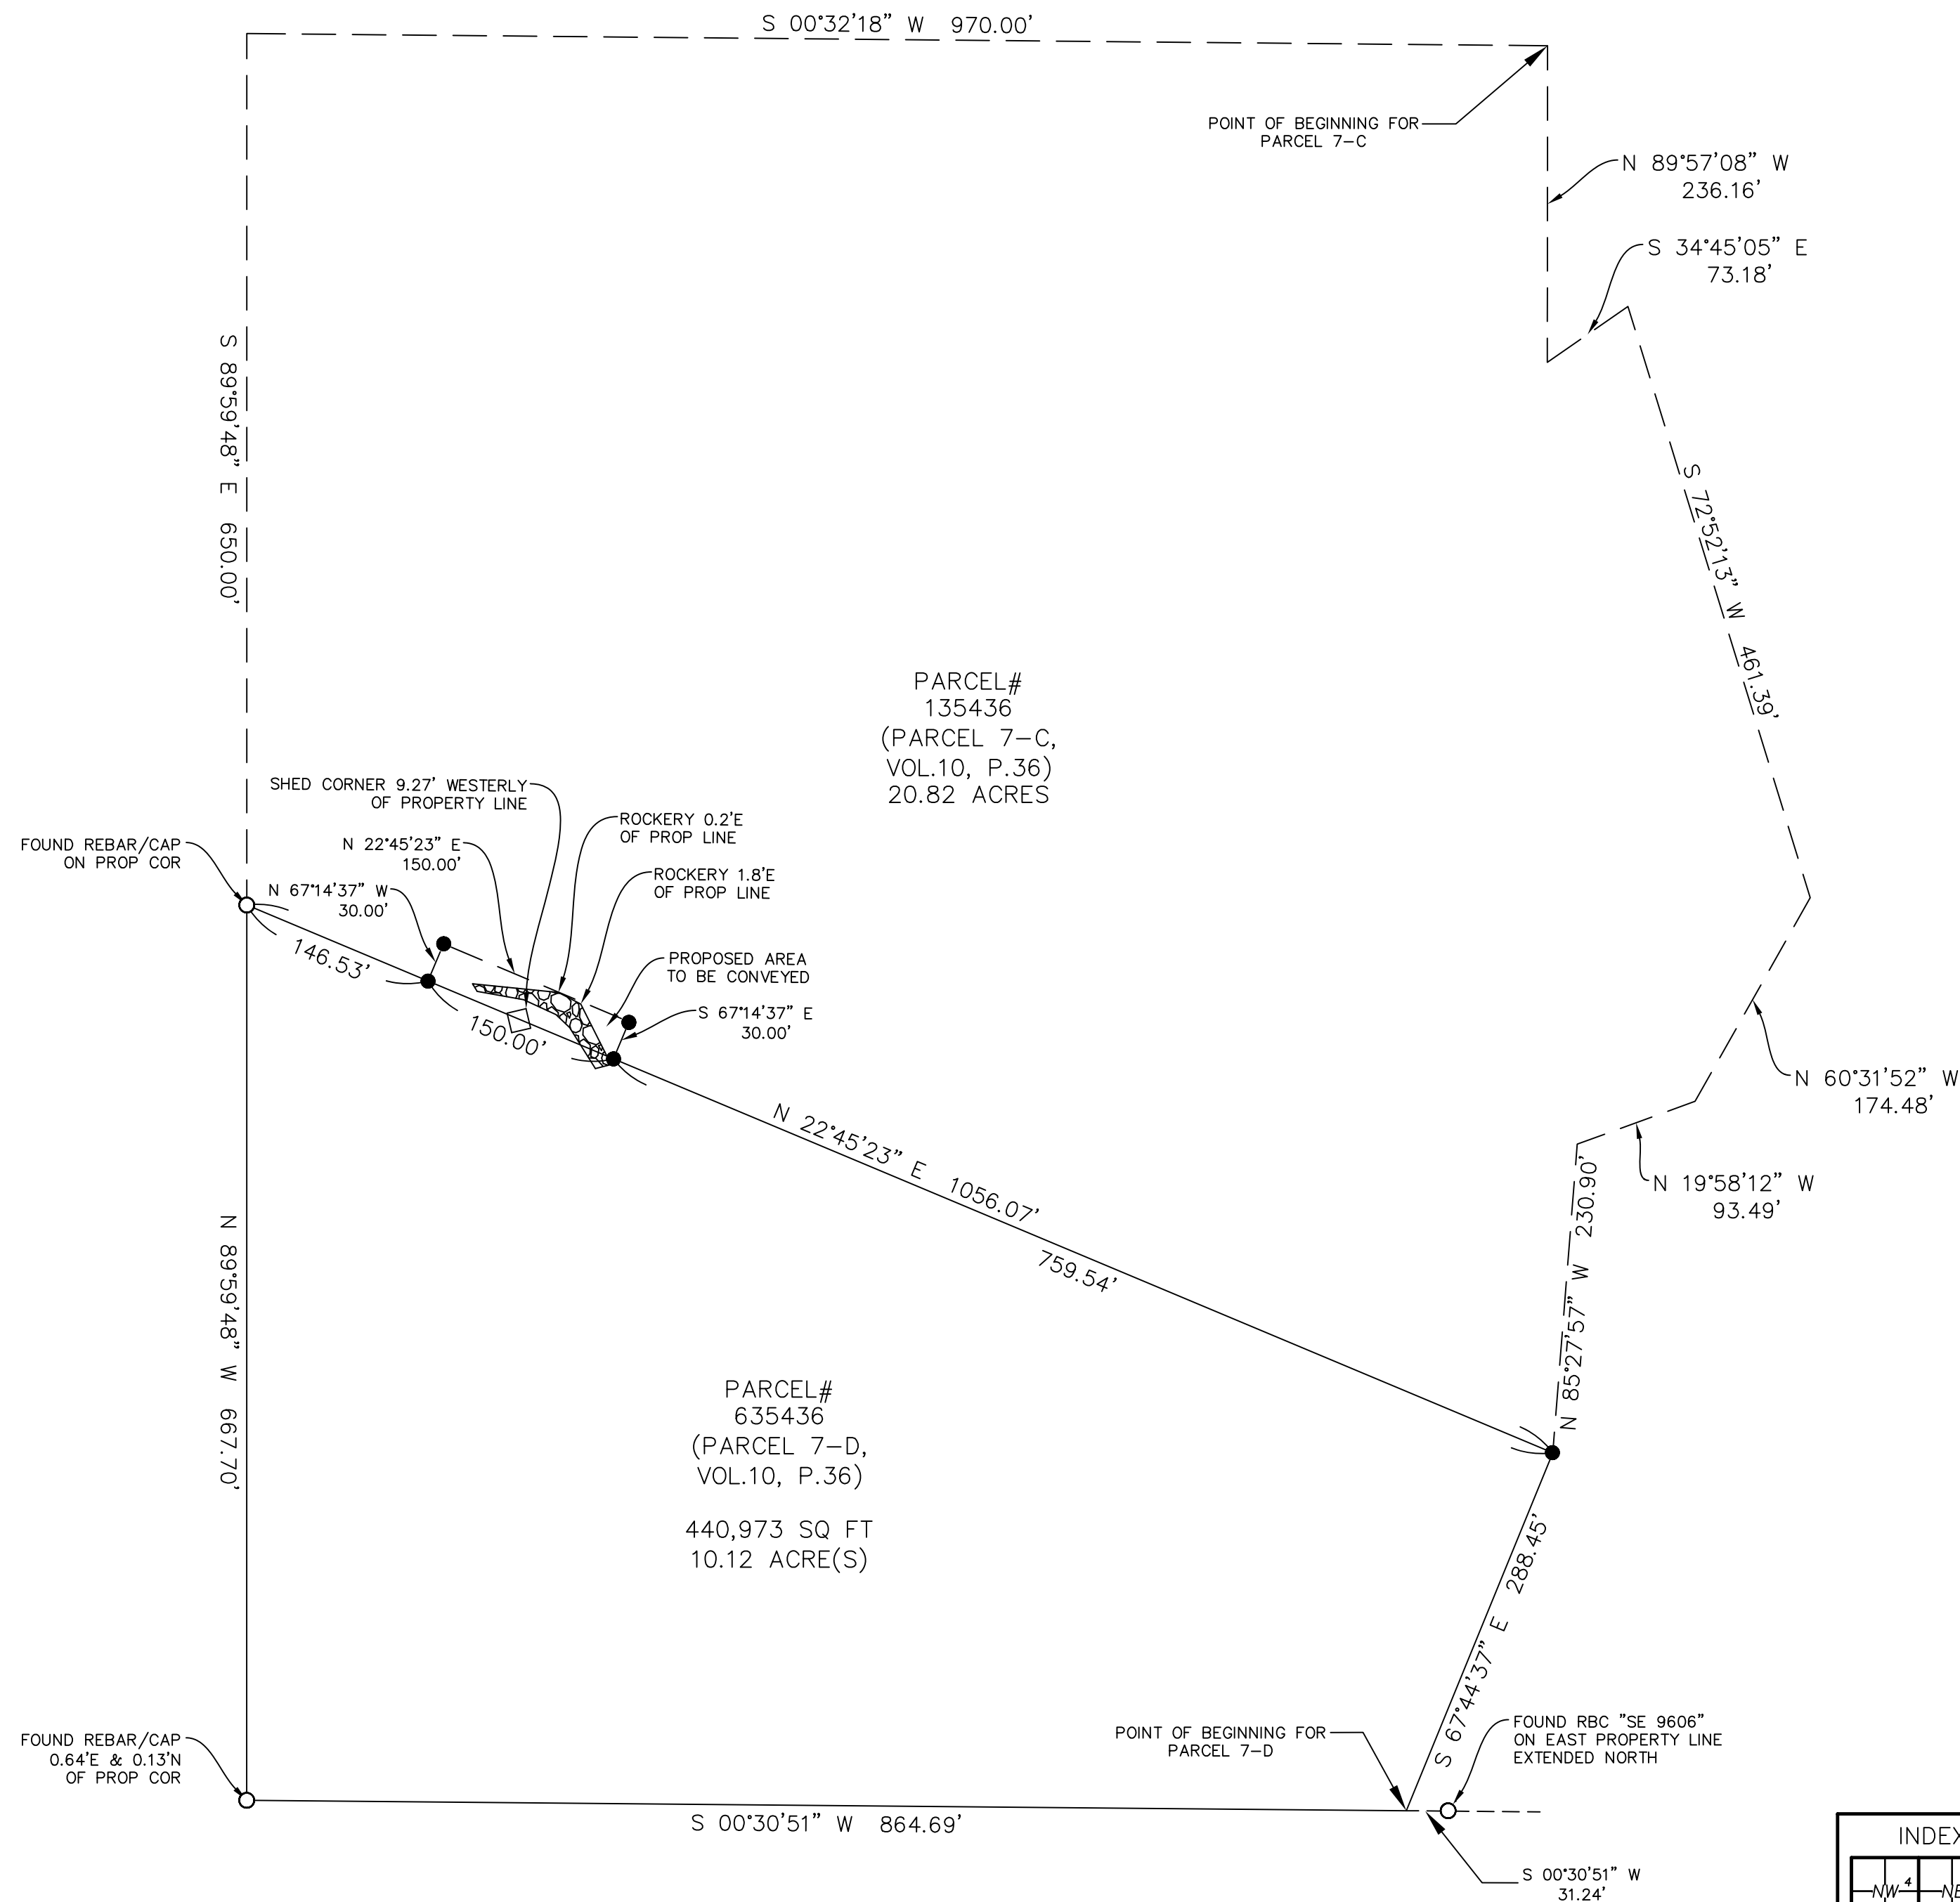 S 00°32'18" W 970.00'
POINT OF BEGINNING FOR
PARCEL 7-C
N 89°57'08" W
236.16'
S 34°45'05" E
73.18'
S 89°59'48" E 650.00'
S 72°52'13" W 461.39'
PARCEL#
135436
(PARCEL 7-C,
VOL.10, P.36)
20.82 ACRES
SHED CORNER 9.27' WESTERLY
OF PROPERTY LINE
ROCKERY 0.2'E
OF PROP LINE
FOUND REBAR/CAP
ON PROP COR
N 22°45'23" E
150.00'
ROCKERY 1.8'E
OF PROP LINE
N 67°14'37" W
30.00'
146.53'
PROPOSED AREA
TO BE CONVEYED
S 67°14'37" E
30.00'
150.00'
N 60°31'52" W
174.48'
N 22°45'23" E 1056.07'
759.54'
N 19°58'12" W
93.49'
N 85°27'57" W 230.90'
N 89°59'48" W 667.70'
PARCEL#
635436
(PARCEL 7-D,
VOL.10, P.36)
440,973 SQ FT
10.12 ACRE(S)
S 67°44'37" E 288.45'
FOUND REBAR/CAP
0.64'E & 0.13'N
OF PROP COR
POINT OF BEGINNING FOR
PARCEL 7-D
FOUND RBC "SE 9606"
ON EAST PROPERTY LINE
EXTENDED NORTH
S 00°30'51" W 864.69'
S 00°30'51" W
31.24'
INDEX
NW 4 NE